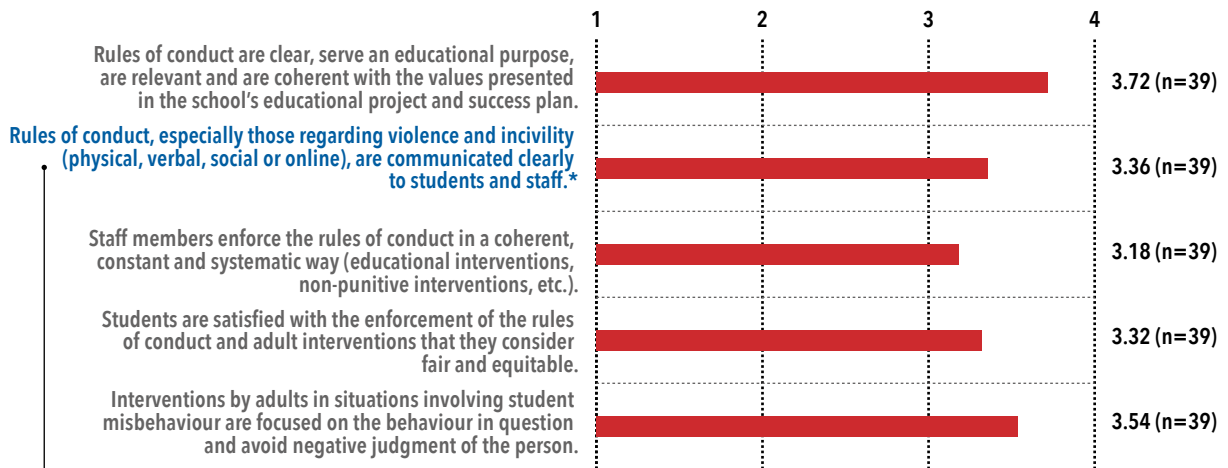 1 2 3 4
Rules of conduct are clear, serve an educational purpose,
are relevant and are coherent with the values presented
in the school's educational project and success plan.
3.72 (n=39)
Rules of conduct, especially those regarding violence and incivility
(physical, verbal, social or online), are communicated clearly
to students and staff.*
3.36 (n=39)
Staff members enforce the rules of conduct in a coherent,
constant and systematic way (educational interventions,
non-punitive interventions, etc.).
3.18 (n=39)
Students are satisfied with the enforcement of the rules
of conduct and adult interventions that they consider
fair and equitable.
3.32 (n=39)
Interventions by adults in situations involving student
misbehaviour are focused on the behaviour in question
and avoid negative judgment of the person.
3.54 (n=39)